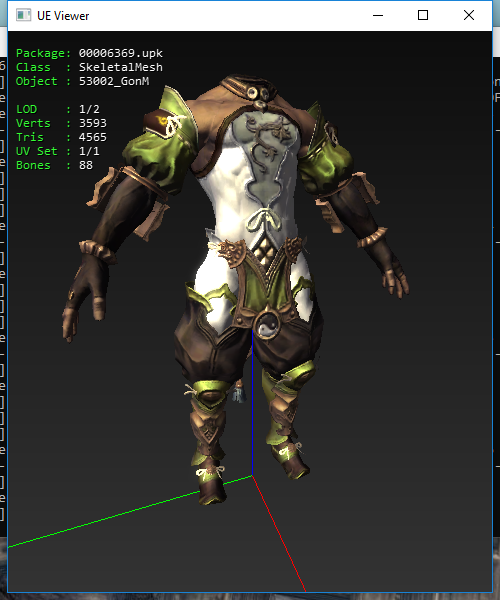 UE Viewer
Package: 00006369.upk
Class : SkeletalMesh
Object : 53002_GonM
LOD : 1/2
Verts : 3593
Tris : 4565
UV Set : 1/1
Bones : 88